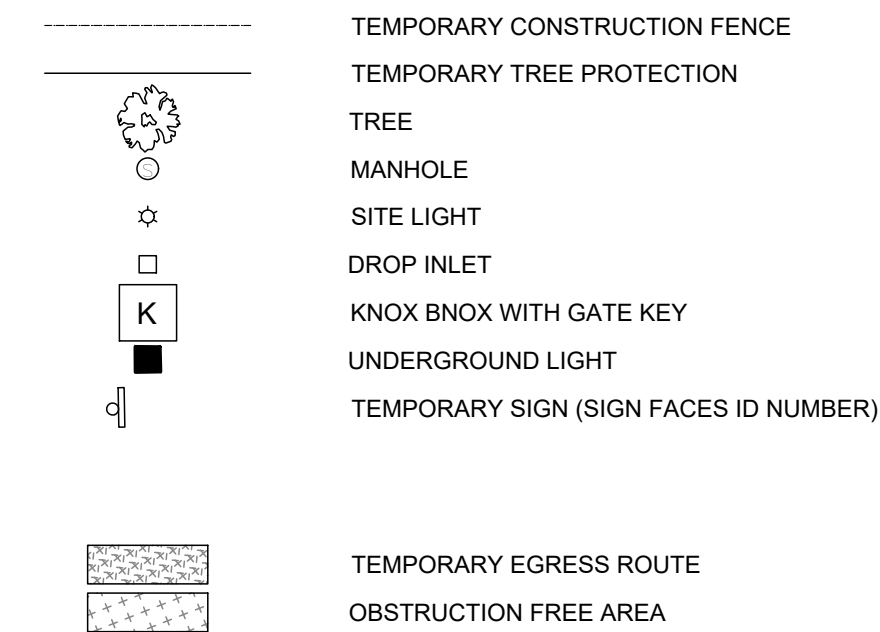 TEMPORARY CONSTRUCTION FENCE
TEMPORARY TREE PROTECTION
TREE
S MANHOLE
SITE LIGHT
DROP INLET
K KNOX BNOX WITH GATE KEY
UNDERGROUND LIGHT
TEMPORARY SIGN (SIGN FACES ID NUMBER)
TEMPORARY EGRESS ROUTE
OBSTRUCTION FREE AREA